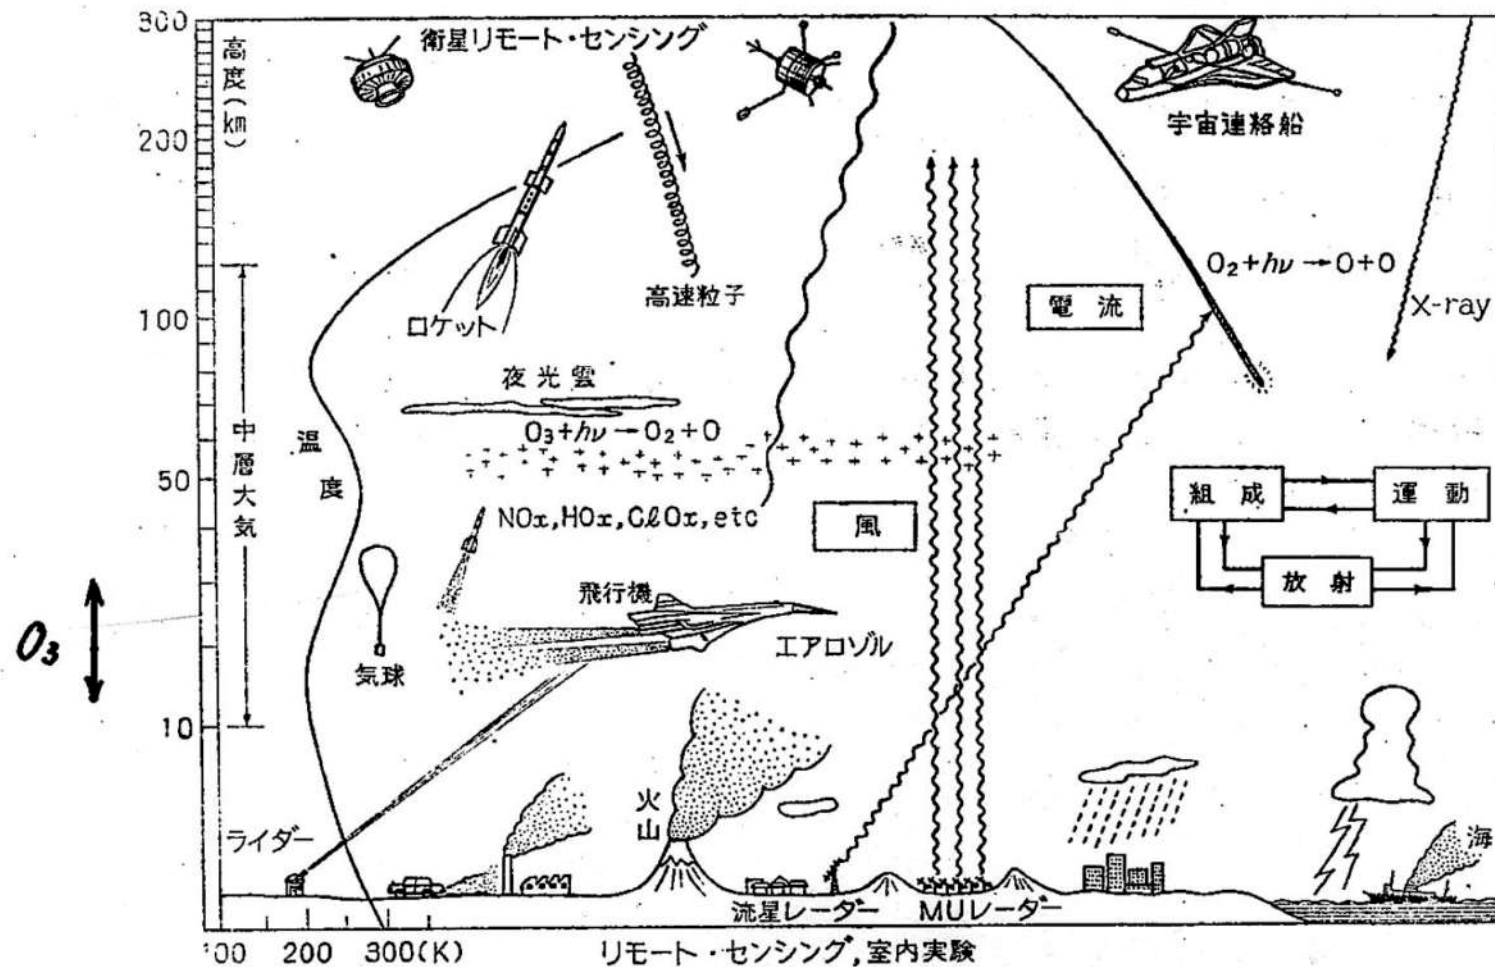 300
200
100
50
10
高度(km)
中層大気
O₃
衛星リモート・センシング
宇宙連絡船
ロケット
高速粒子
O₂+hν→O+O
X-ray
電流
夜光雲
O₃+hν→O₂+O
温度
NOx,HOx,ClOx,etc
風
組成
運動
放射
飛行機
エアロゾル
気球
火山
ライダー
海
流星レーダー
MUレーダー
100 200 300(K)
リモート・センシング,室内実験